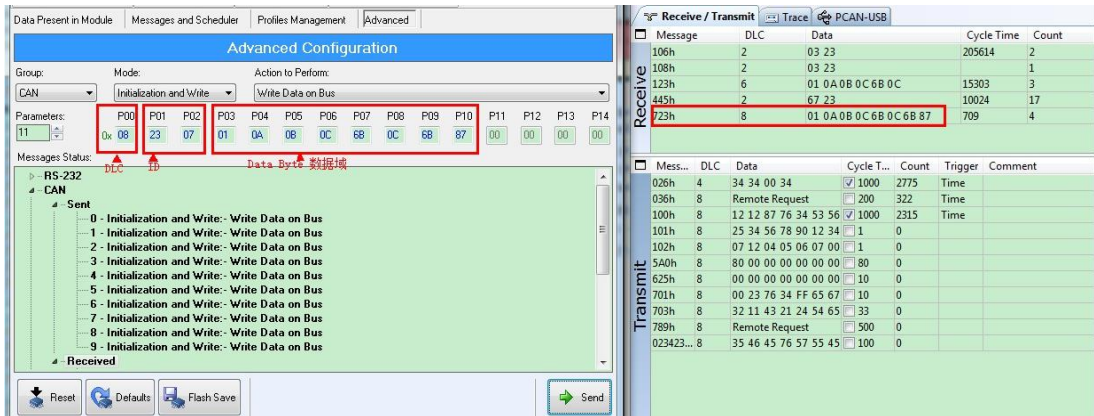 Data Present in Module Messages and Scheduler Profiles Management Advanced
Advanced Configuration
Group: Mode: Action to Perform:
CAN Initialization and Write Write Data on Bus
Parameters: P00 P01 P02 P03 P04 P05 P06 P07 P08 P09 P10 P11 P12 P13 P14
11 0x 08 23 07 01 0A 0B 0C 6B 0C 6B 87 00 00 00 00
Messages Status: DLC ID Data Byte 数据域
RS-232
CAN
Sent
0 - Initialization and Write:- Write Data on Bus
1 - Initialization and Write:- Write Data on Bus
2 - Initialization and Write:- Write Data on Bus
3 - Initialization and Write:- Write Data on Bus
4 - Initialization and Write:- Write Data on Bus
5 - Initialization and Write:- Write Data on Bus
6 - Initialization and Write:- Write Data on Bus
7 - Initialization and Write:- Write Data on Bus
8 - Initialization and Write:- Write Data on Bus
9 - Initialization and Write:- Write Data on Bus
Received
Reset Defaults Flash Save Send
Receive / Transmit Trace PCAN-USB
Receive
Message DLC Data Cycle Time Count
106h 2 03 23 205614 2
108h 2 03 23 1
123h 6 01 0A 0B 0C 6B 0C 15303 3
445h 2 67 23 10024 17
723h 8 01 0A 0B 0C 6B 0C 6B 87 709 4
Transmit
Mess... DLC Data Cycle T... Count Trigger Comment
026h 4 34 34 00 34 1000 2775 Time
036h 8 Remote Request 200 322 Time
100h 8 12 12 87 76 34 53 56 1000 2315 Time
101h 8 25 34 56 78 90 12 34 1 0
102h 8 07 12 04 05 06 07 00 1 0
5A0h 8 80 00 00 00 00 00 00 80 0
625h 8 00 00 00 00 00 00 00 10 0
701h 8 00 23 76 34 FF 65 67 10 0
703h 8 32 11 43 21 24 54 65 33 0
789h 8 Remote Request 500 0
023423... 8 35 46 45 76 57 55 45 100 0